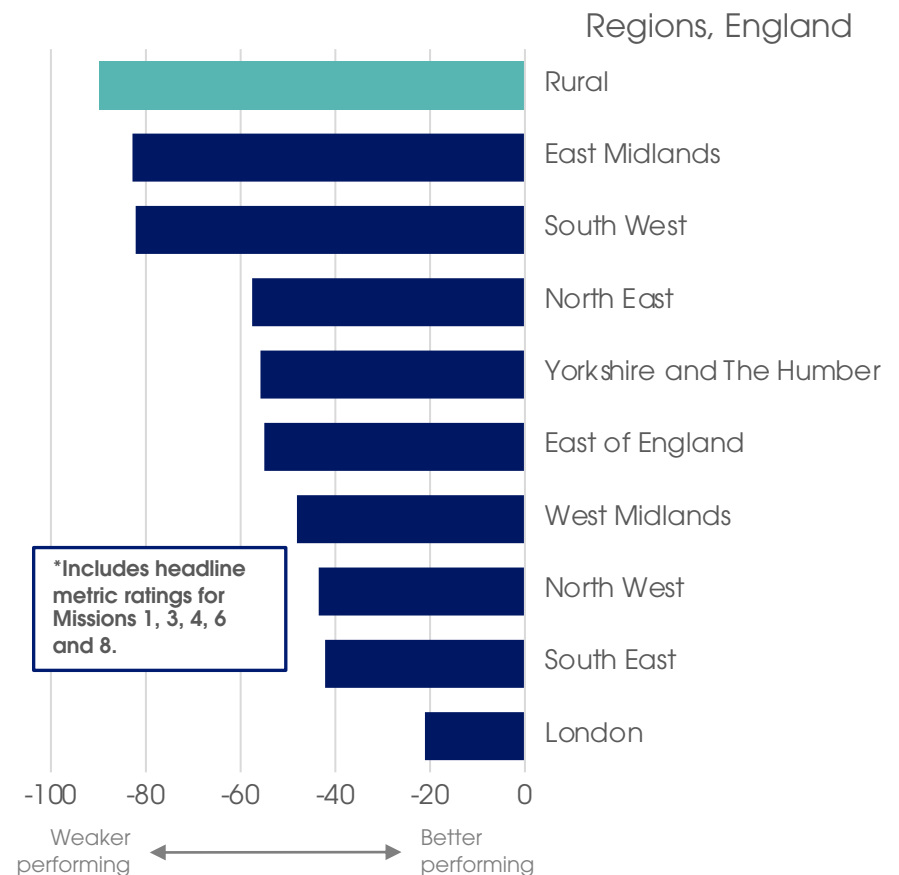 Regions, England
Rural
East Midlands
South West
North East
Yorkshire and The Humber
East of England
West Midlands
North West
South East
London
*Includes headline
metric ratings for
Missions 1, 3, 4, 6
and 8.
-100 -80 -60 -40 -20 0
Weaker
performing
Better
performing